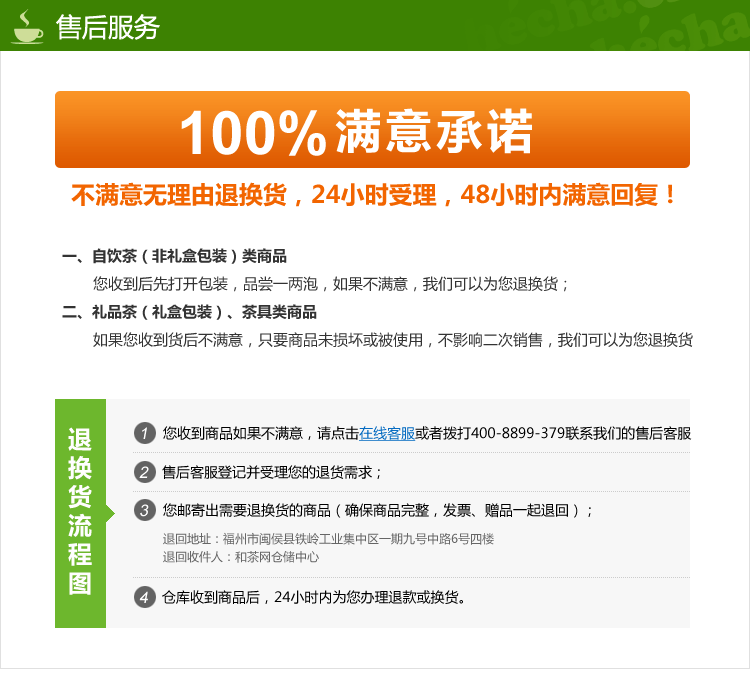 售后服务
100%满意承诺
不满意无理由退换货，24小时受理，48小时内满意回复！
一、自饮茶（非礼盒包装）类商品
您收到后先打开包装，品尝一两泡，如果不满意，我们可以为您退换货；
二、礼品茶（礼盒包装）、茶具类商品
如果您收到货后不满意，只要商品未损坏或被使用，不影响二次销售，我们可以为您退换货
退换货流程图
1 您收到商品如果不满意，请点击在线客服或者拨打400-8899-379联系我们的售后客服
2 售后客服登记并受理您的退货需求；
3 您邮寄出需要退换货的商品（确保商品完整，发票、赠品一起退回）；
退回地址：福州市闽侯县铁岭工业集中区一期九号中路6号四楼
退回收件人：和茶网仓储中心
4 仓库收到商品后，24小时内为您办理退款或换货。